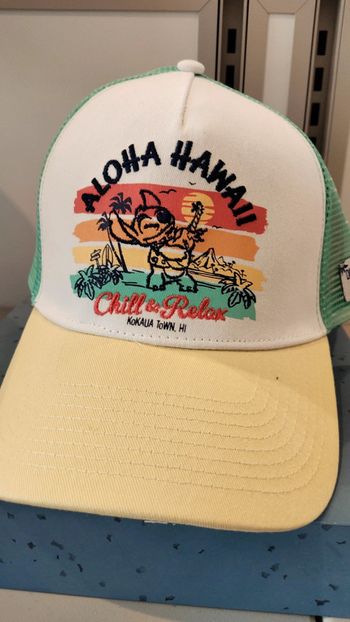 ALOHA HAWAII
Chill & Relax
KOKAUA TOWN, HI